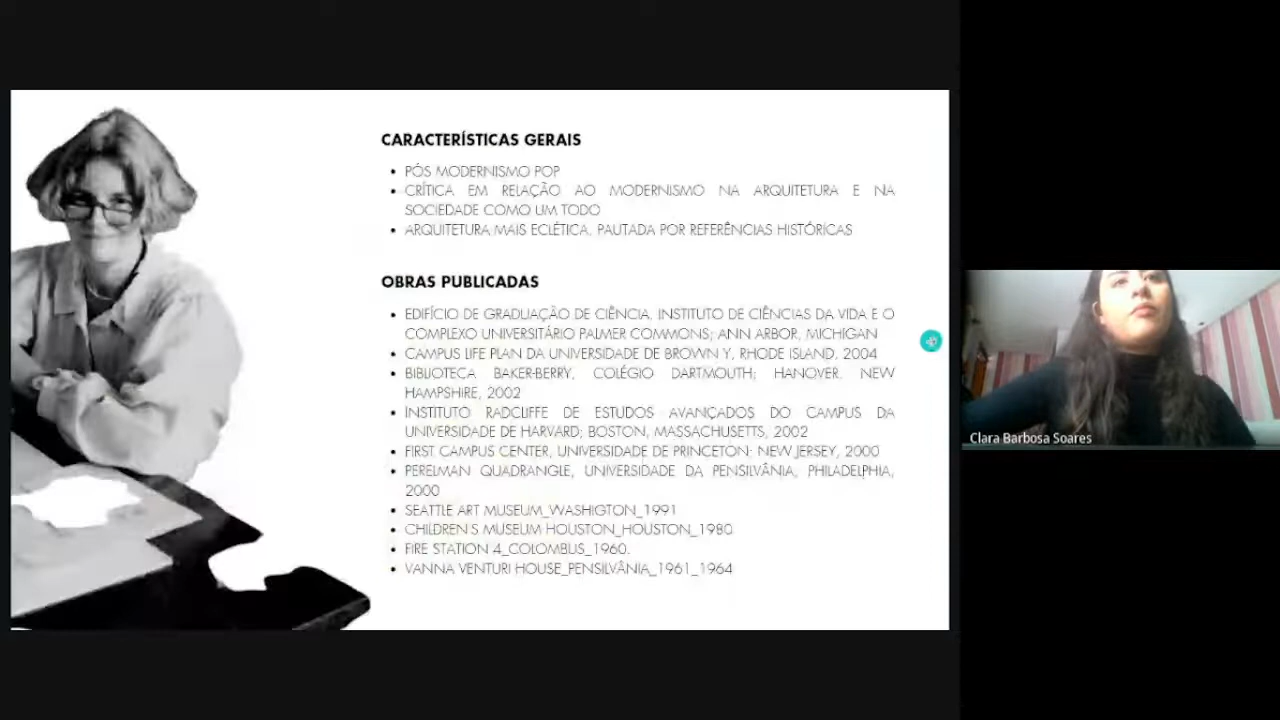 CARACTERÍSTICAS GERAIS
PÓS MODERNISMO POP
CRÍTICA EM RELAÇÃO AO MODERNISMO NA ARQUITETURA E NA
SOCIEDADE COMO UM TODO
ARQUITETURA MAIS ECLÉTICA, PAUTADA POR REFERÊNCIAS HISTÓRICAS
OBRAS PUBLICADAS
EDIFÍCIO DE GRADUAÇÃO DE CIÊNCIA, INSTITUTO DE CIÊNCIAS DA VIDA E O
COMPLEXO UNIVERSITÁRIO PALMER COMMONS; ANN ARBOR, MICHIGAN
CAMPUS LIFE PLAN DA UNIVERSIDADE DE BROWN Y, RHODE ISLAND, 2004
BIBLIOTECA BAKER-BERRY, COLÉGIO DARTMOUTH; HANOVER, NEW
HAMPSHIRE, 2002
INSTITUTO RADCLIFFE DE ESTUDOS AVANÇADOS DO CAMPUS DA
UNIVERSIDADE DE HARVARD; BOSTON, MASSACHUSETTS, 2002
FIRST CAMPUS CENTER, UNIVERSIDADE DE PRINCETON; NEW JERSEY, 2000
PERELMAN QUADRANGLE, UNIVERSIDADE DA PENSILVÂNIA, PHILADELPHIA,
2000
SEATTLE ART MUSEUM_WASHIGTON_1991
CHILDREN'S MUSEUM HOUSTON_HOUSTON_1980
FIRE STATION 4_COLOMBUS_1960.
VANNA VENTURI HOUSE_PENSILVÂNIA_1961_1964
Clara Barbosa Soares